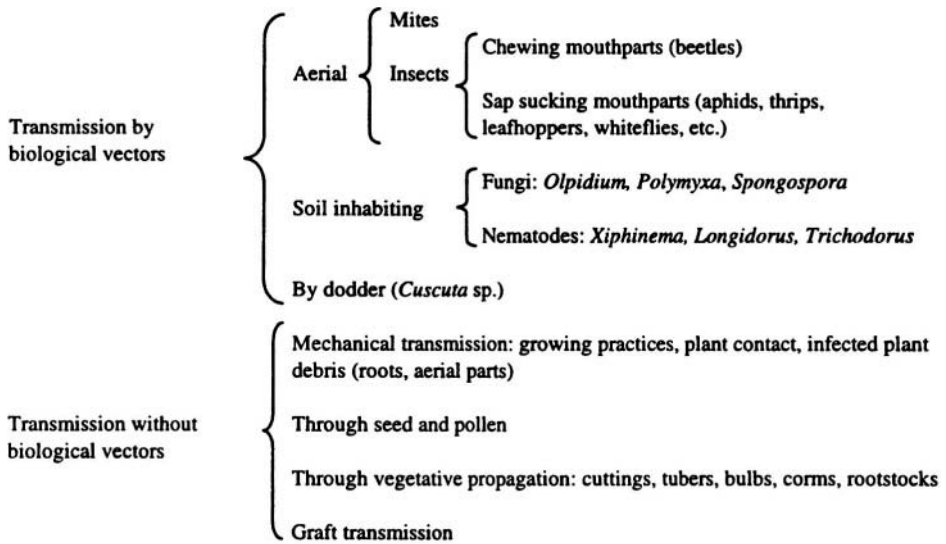 Mites
Aerial
Insects
Chewing mouthparts (beetles)
Sap sucking mouthparts (aphids, thrips,
leafhoppers, whiteflies, etc.)
Transmission by
biological vectors
Soil inhabiting
Fungi: Olpidium, Polymyxa, Spongospora
Nematodes: Xiphinema, Longidorus, Trichodorus
By dodder (Cuscuta sp.)
Transmission without
biological vectors
Mechanical transmission: growing practices, plant contact, infected plant
debris (roots, aerial parts)
Through seed and pollen
Through vegetative propagation: cuttings, tubers, bulbs, corms, rootstocks
Graft transmission